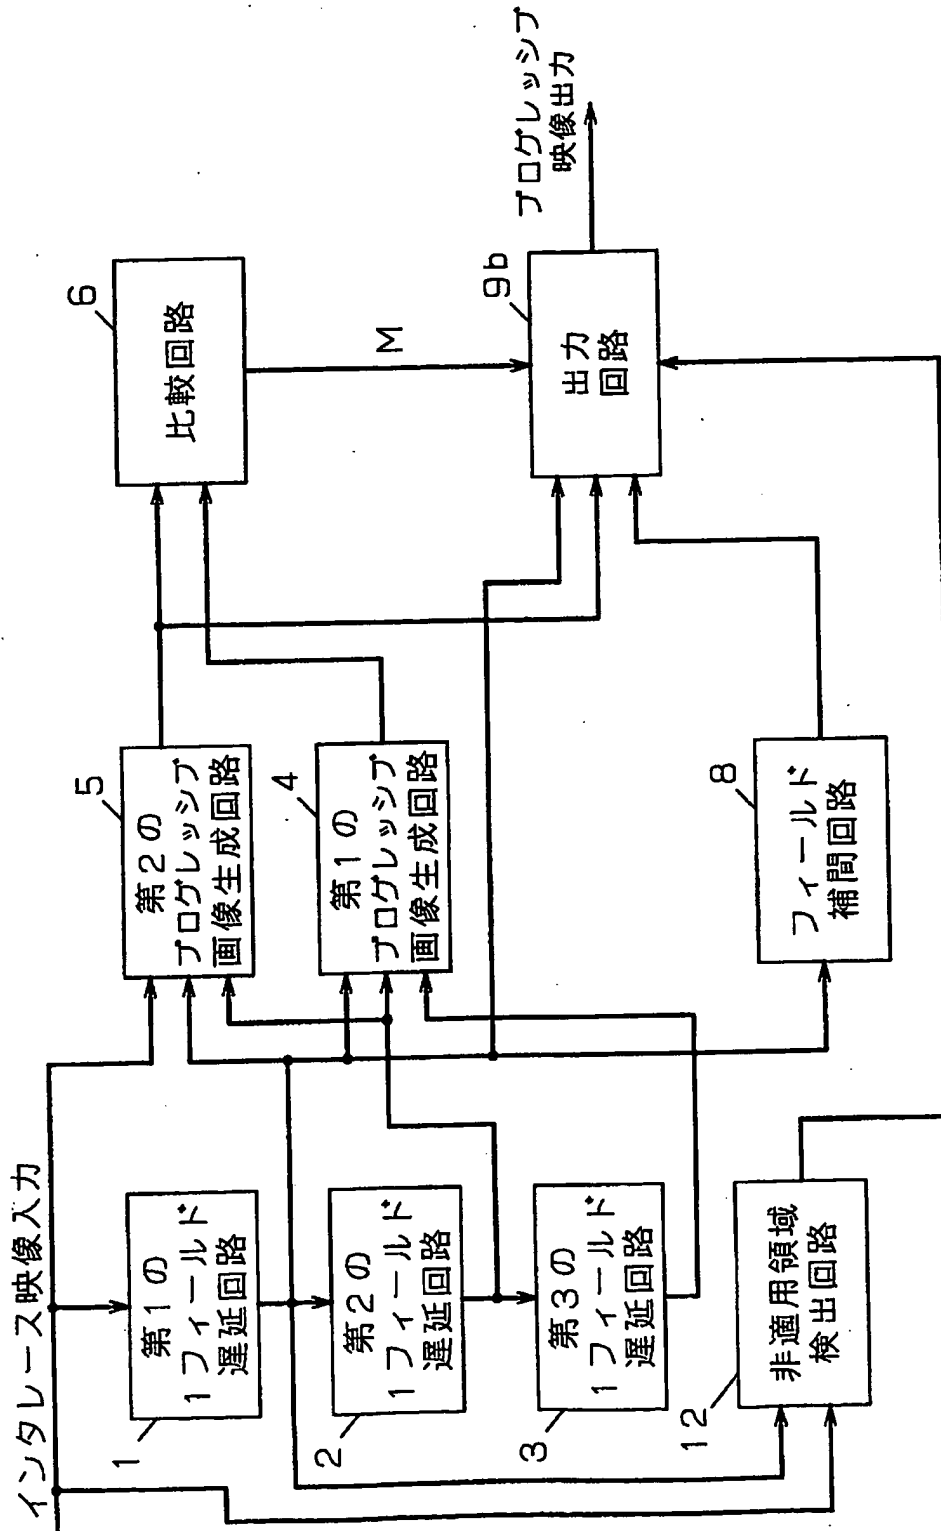 インタレース映像入力
1
第1の
1フィールド
遅延回路
2
第2の
1フィールド
遅延回路
3
第3の
1フィールド
遅延回路
12
非適用領域
検出回路
5
第2の
プログレッシブ
画像生成回路
4
第1の
プログレッシブ
画像生成回路
8
フィールド
補間回路
6
比較回路
M
9b
出力
回路
プログレッシブ
映像出力